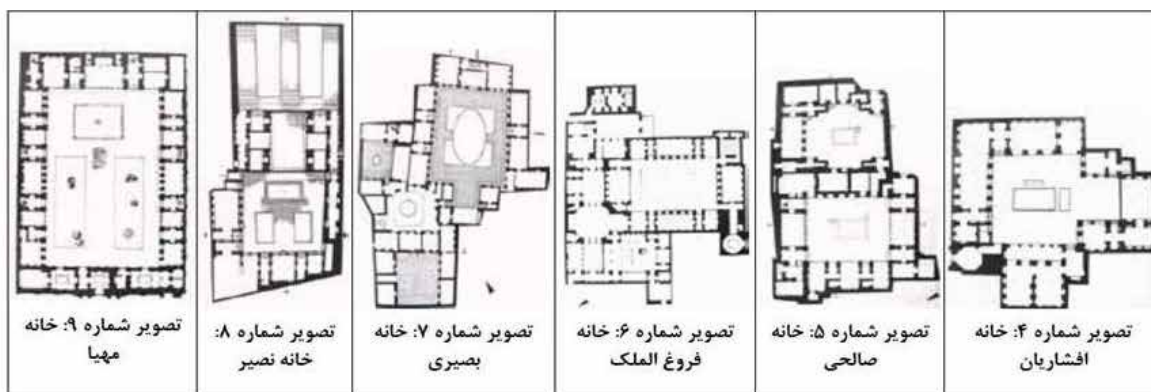 تصویر شماره ۴: خانه
افشاریان
تصویر شماره ۵: خانه
صالحی
تصویر شماره ۶: خانه
فروغ الملک
تصویر شماره ۷: خانه
بصیری
تصویر شماره ۸:
خانه نصیر
تصویر شماره ۹: خانه
مهیا